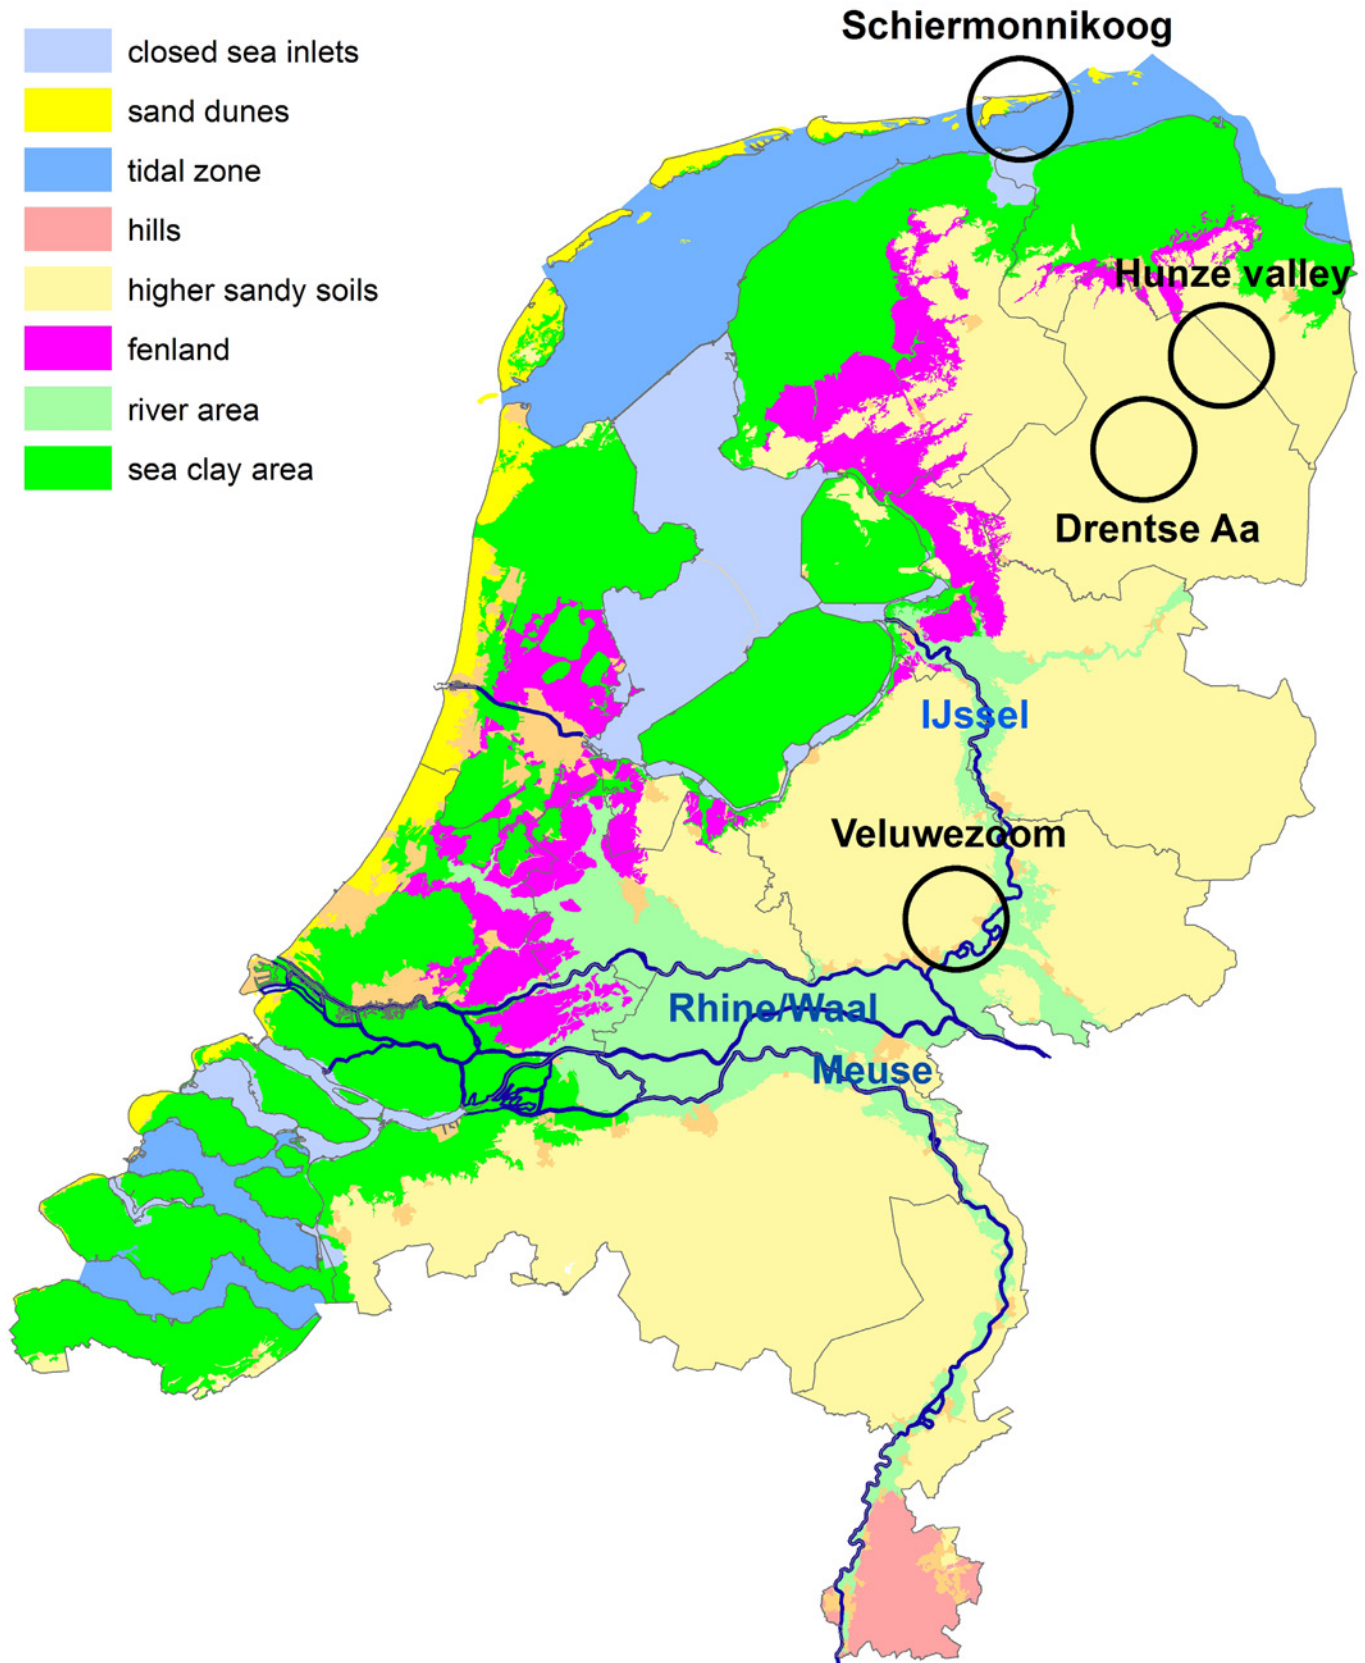 Schiermonnikoog
closed sea inlets
sand dunes
tidal zone
hills
higher sandy soils
fenland
river area
sea clay area
Hunze valley
Drentse Aa
IJssel
Veluwezoom
Rhine/Waal
Meuse